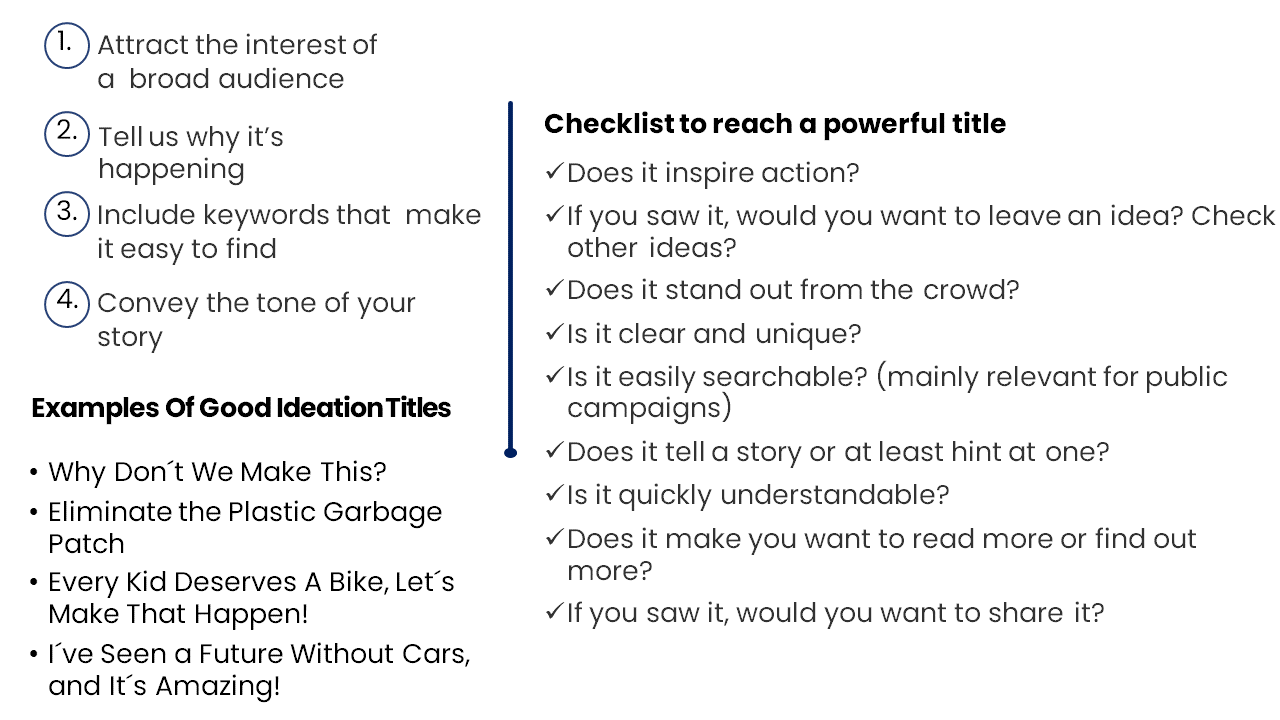 1. Attract the interest of
a broad audience
2. Tell us why it’s
happening
3. Include keywords that make
it easy to find
4. Convey the tone of your
story
Examples Of Good Ideation Titles
• Why Don´t We Make This?
• Eliminate the Plastic Garbage
Patch
• Every Kid Deserves A Bike, Let´s
Make That Happen!
• I´ve Seen a Future Without Cars,
and It´s Amazing!
Checklist to reach a powerful title
✓Does it inspire action?
✓If you saw it, would you want to leave an idea? Check
other ideas?
✓Does it stand out from the crowd?
✓Is it clear and unique?
✓Is it easily searchable? (mainly relevant for public
campaigns)
✓Does it tell a story or at least hint at one?
✓Is it quickly understandable?
✓Does it make you want to read more or find out
more?
✓If you saw it, would you want to share it?